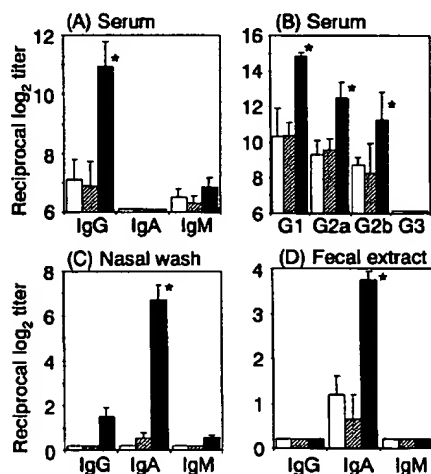 (A) Serum
Reciprocal log2 titer
12
10
8
6
*
IgG IgA IgM
(B) Serum
16
14
12
10
8
6
* * *
G1 G2a G2b G3
(C) Nasal wash
Reciprocal log2 titer
8
6
4
2
0
*
IgG IgA IgM
(D) Fecal extract
4
3
2
1
0
*
IgG IgA IgM